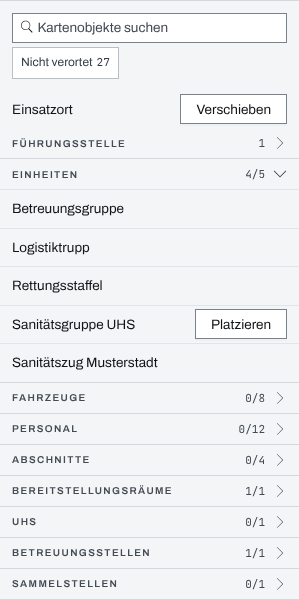 Kartenobjekte suchen
Nicht verortet 27
Einsatzort Verschieben
FÜHRUNGSSTELLE 1
EINHEITEN 4/5
Betreuungsgruppe
Logistiktrupp
Rettungsstaffel
Sanitätsgruppe UHS Platzieren
Sanitätszug Musterstadt
FAHRZEUGE 0/8
PERSONAL 0/12
ABSCHNITTE 0/4
BEREITSTELLUNGSRÄUME 1/1
UHS 0/1
BETREUUNGSSTELLEN 1/1
SAMMELSTELLEN 0/1